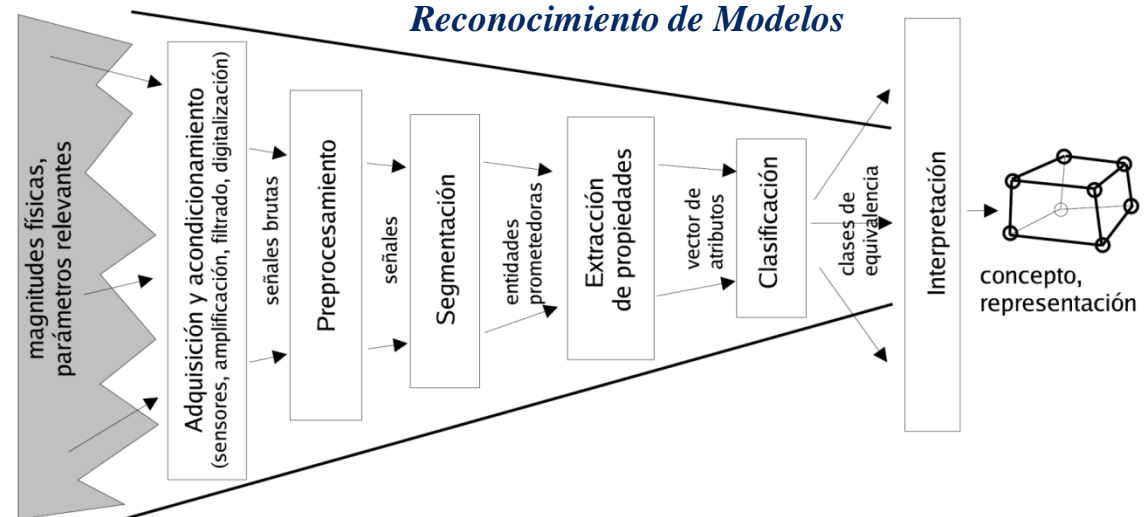 Reconocimiento de Modelos
magnitudes físicas,
parámetros relevantes
Adquisición y acondicionamiento
(sensores, amplificación, filtrado, digitalización)
señales brutas
Preprocesamiento
señales
Segmentación
entidades
prometedoras
Extracción
de propiedades
vector de
atributos
Clasificación
clases de
equivalencia
Interpretación
concepto,
representación